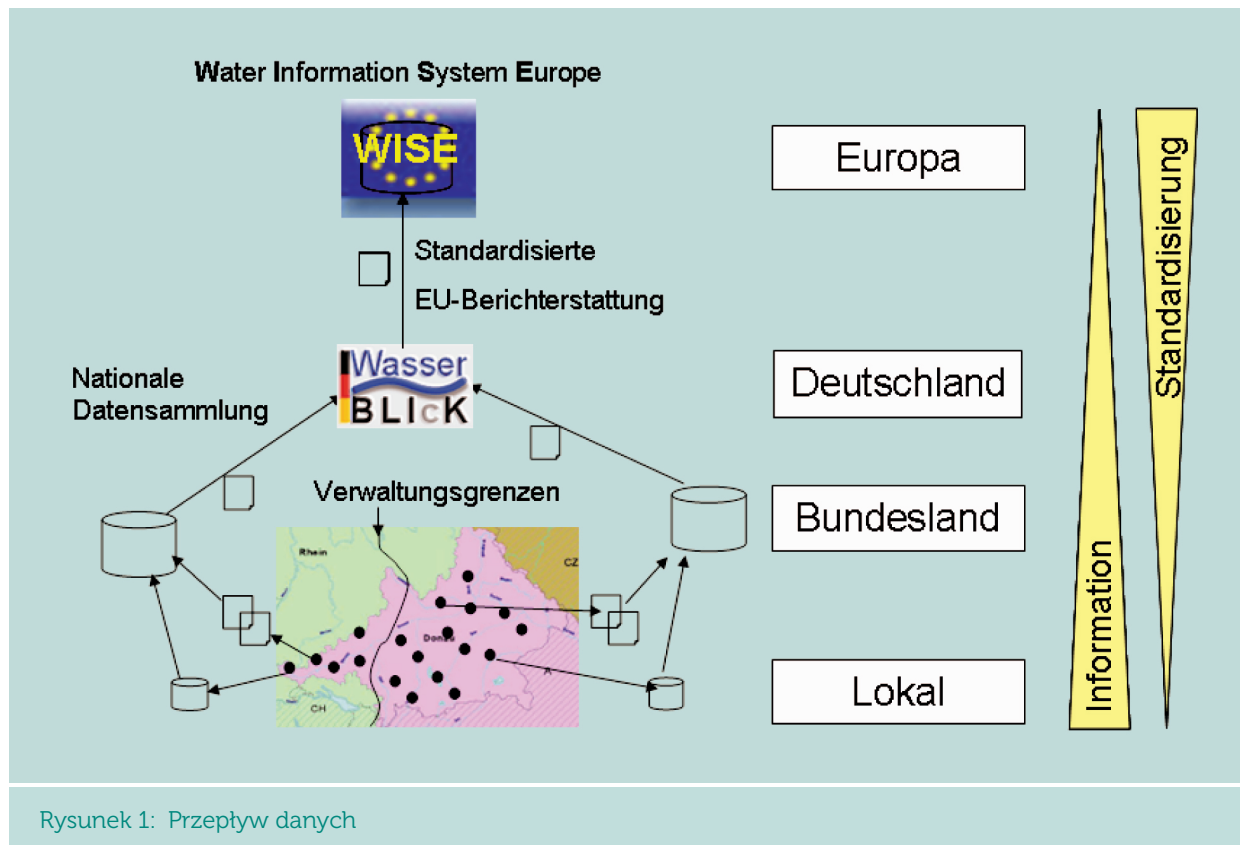 Water Information System Europe
WISE
Europa
Standardisierte
EU-Berichterstattung
Wasser
BLIcK
Deutschland
Nationale
Datensammlung
Verwaltungsgrenzen
Bundesland
Rhein
CZ
Donau
A
CH
Lokal
Information
Standardisierung
Rysunek 1: Przepływ danych